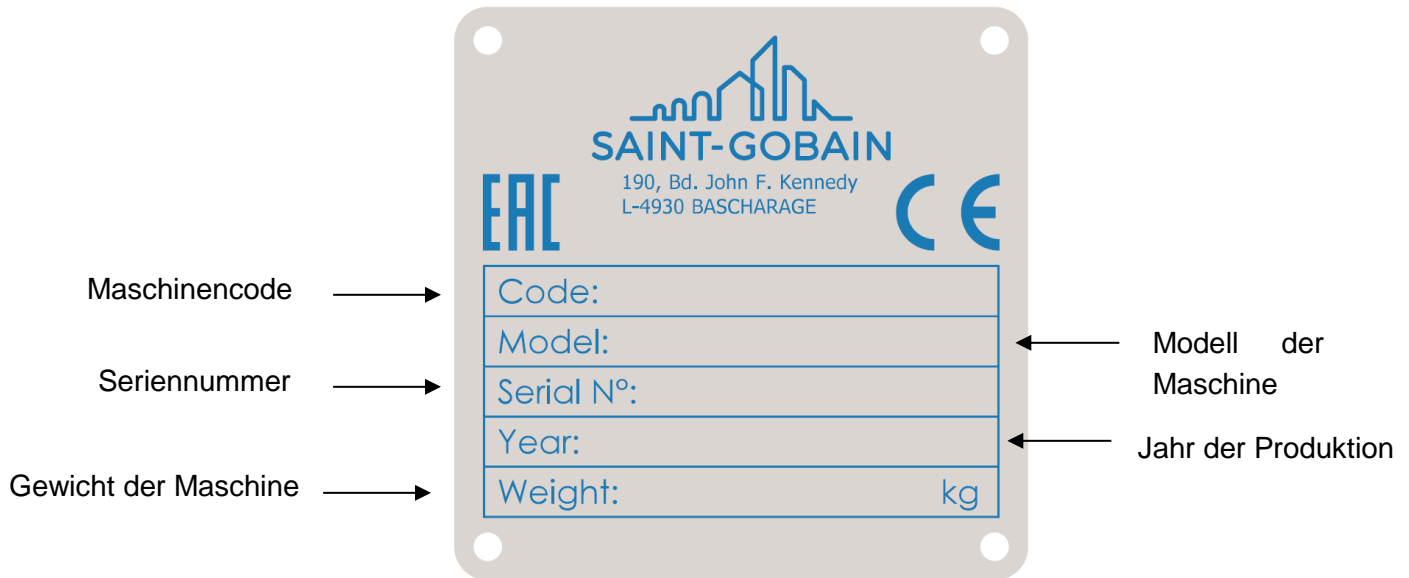 SAINT-GOBAIN
190, Bd. John F. Kennedy
L-4930 BASCHARAGE
EAC
CE
Maschinencode
Code:
Model:
Modell der
Maschine
Seriennummer
Serial N°:
Year:
Jahr der Produktion
Gewicht der Maschine
Weight: kg